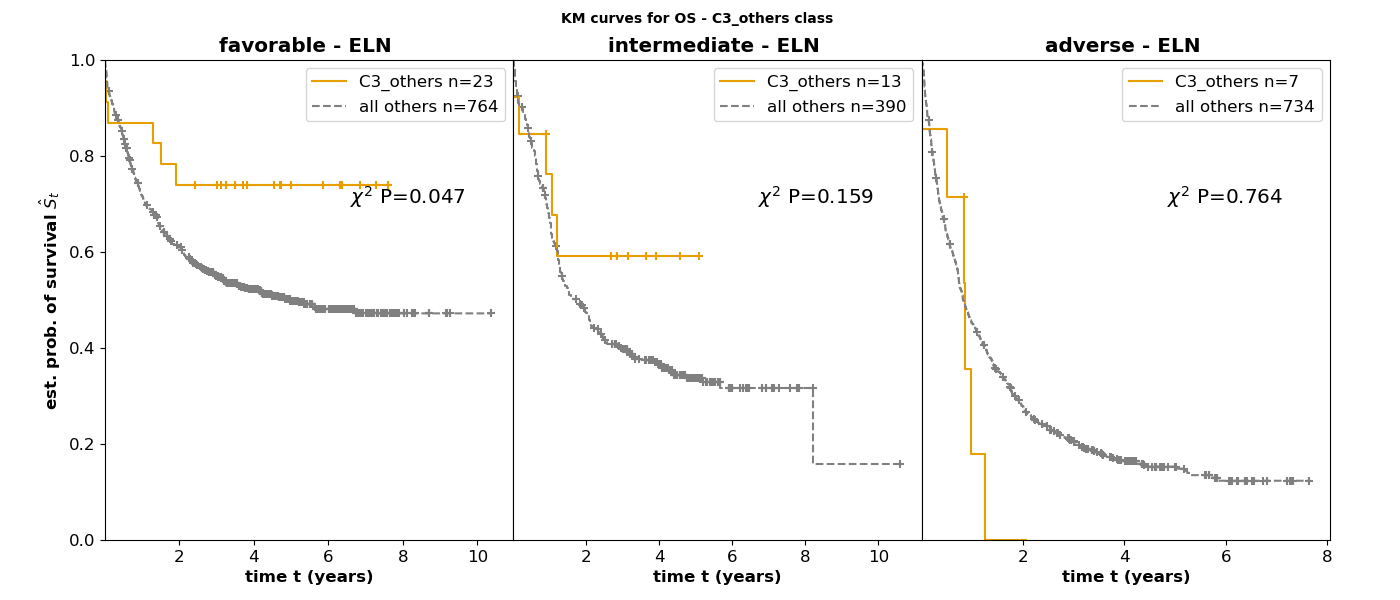 KM curves for OS - C3_others class
favorable - ELN
intermediate - ELN
adverse - ELN
C3_others n=23
all others n=764
C3_others n=13
all others n=390
C3_others n=7
all others n=734
χ² P=0.047
χ² P=0.159
χ² P=0.764
est. prob. of survival Ŝₜ
1.0
0.8
0.6
0.4
0.2
0.0
2 4 6 8 10
2 4 6 8 10
2 4 6 8
time t (years)
time t (years)
time t (years)